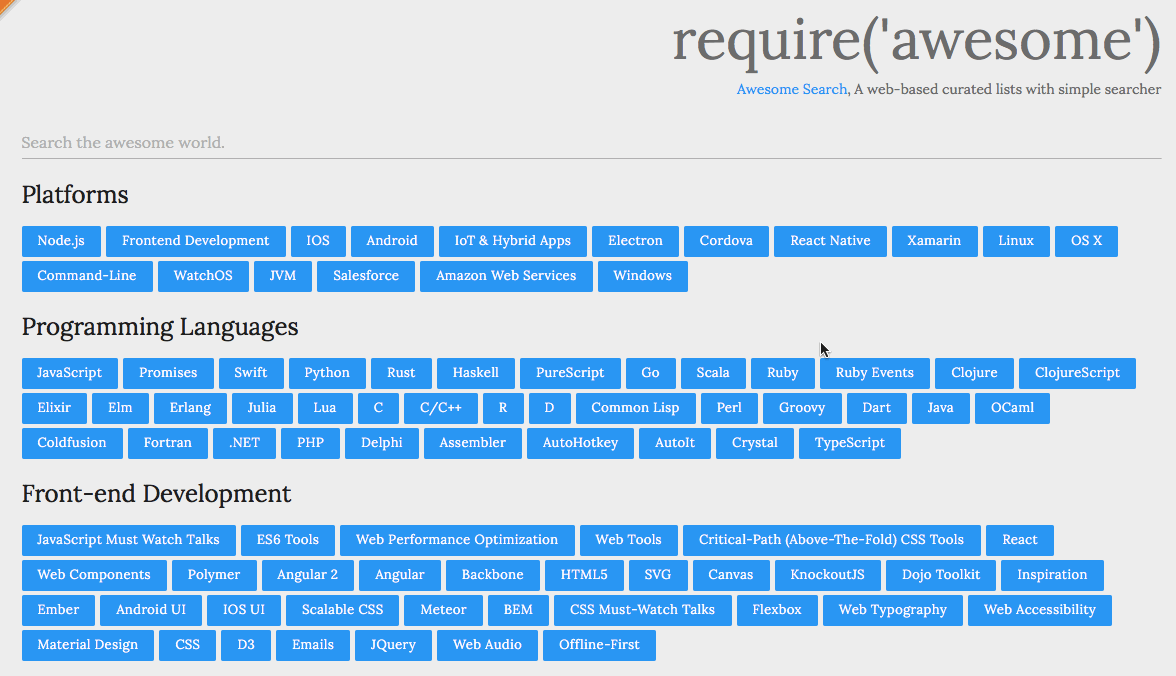 require('awesome')
Awesome Search, A web-based curated lists with simple searcher
Search the awesome world.
Platforms
Node.js Frontend Development IOS Android IoT & Hybrid Apps Electron Cordova React Native Xamarin Linux OS X
Command-Line WatchOS JVM Salesforce Amazon Web Services Windows
Programming Languages
JavaScript Promises Swift Python Rust Haskell PureScript Go Scala Ruby Ruby Events Clojure ClojureScript
Elixir Elm Erlang Julia Lua C C/C++ R D Common Lisp Perl Groovy Dart Java OCaml
Coldfusion Fortran .NET PHP Delphi Assembler AutoHotkey AutoIt Crystal TypeScript
Front-end Development
JavaScript Must Watch Talks ES6 Tools Web Performance Optimization Web Tools Critical-Path (Above-The-Fold) CSS Tools React
Web Components Polymer Angular 2 Angular Backbone HTML5 SVG Canvas KnockoutJS Dojo Toolkit Inspiration
Ember Android UI IOS UI Scalable CSS Meteor BEM CSS Must-Watch Talks Flexbox Web Typography Web Accessibility
Material Design CSS D3 Emails JQuery Web Audio Offline-First